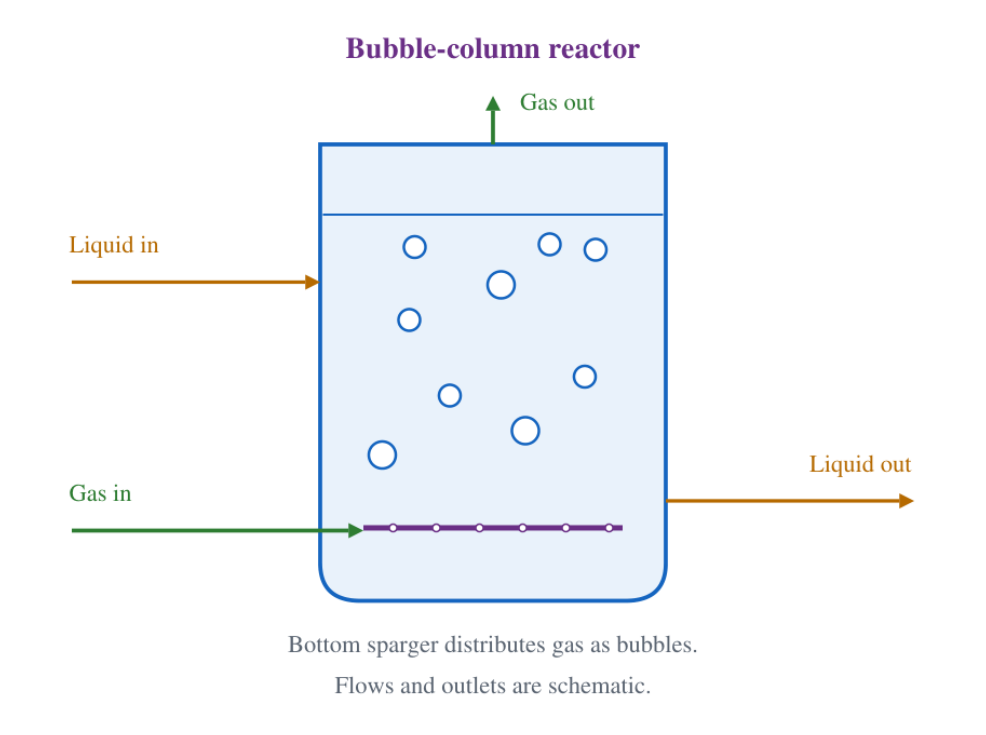 Bubble-column reactor
Gas out
Liquid in
Liquid out
Gas in
Bottom sparger distributes gas as bubbles.
Flows and outlets are schematic.